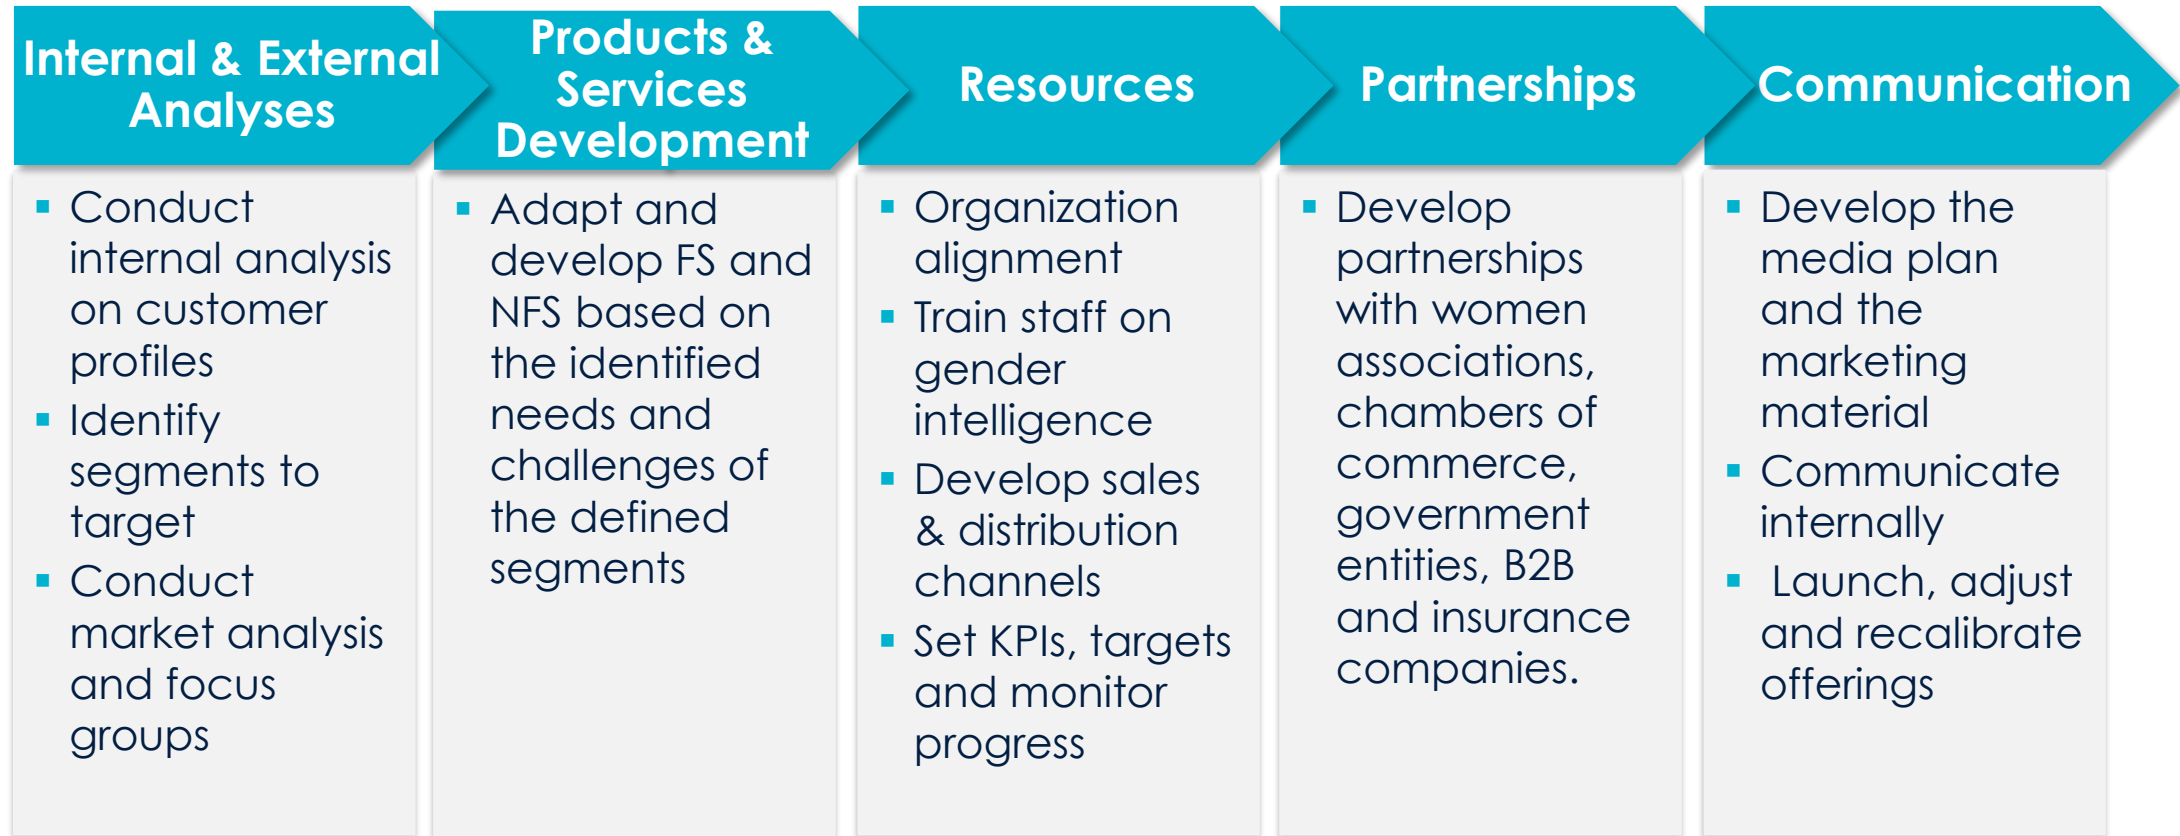 Internal & External
Analyses
▪ Conduct
internal analysis
on customer
profiles
▪ Identify
segments to
target
▪ Conduct
market analysis
and focus
groups
Products &
Services
Development
▪ Adapt and
develop FS and
NFS based on
the identified
needs and
challenges of
the defined
segments
Resources
▪ Organization
alignment
▪ Train staff on
gender
intelligence
▪ Develop sales
& distribution
channels
▪ Set KPIs, targets
and monitor
progress
Partnerships
▪ Develop
partnerships
with women
associations,
chambers of
commerce,
government
entities, B2B
and insurance
companies.
Communication
▪ Develop the
media plan
and the
marketing
material
▪ Communicate
internally
▪ Launch, adjust
and recalibrate
offerings